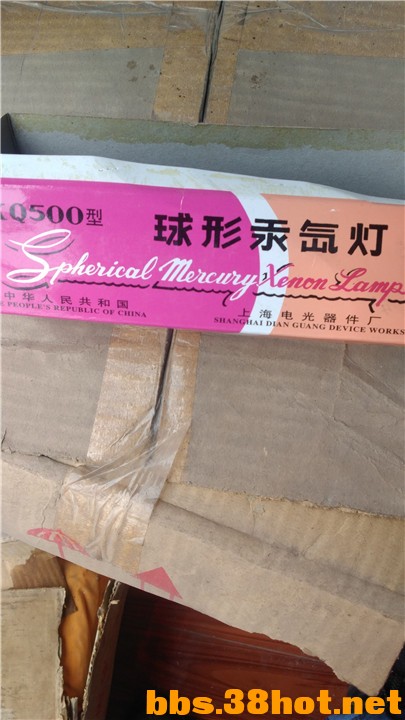 Q500型
球形汞氙灯
Spherical Mercury Xenon Lamp
中华人民共和国
PEOPLE'S REPUBLIC OF CHINA
上海电光器件厂
SHANGHAI DIAN GUANG DEVICE WORKS
bbs.38hot.net